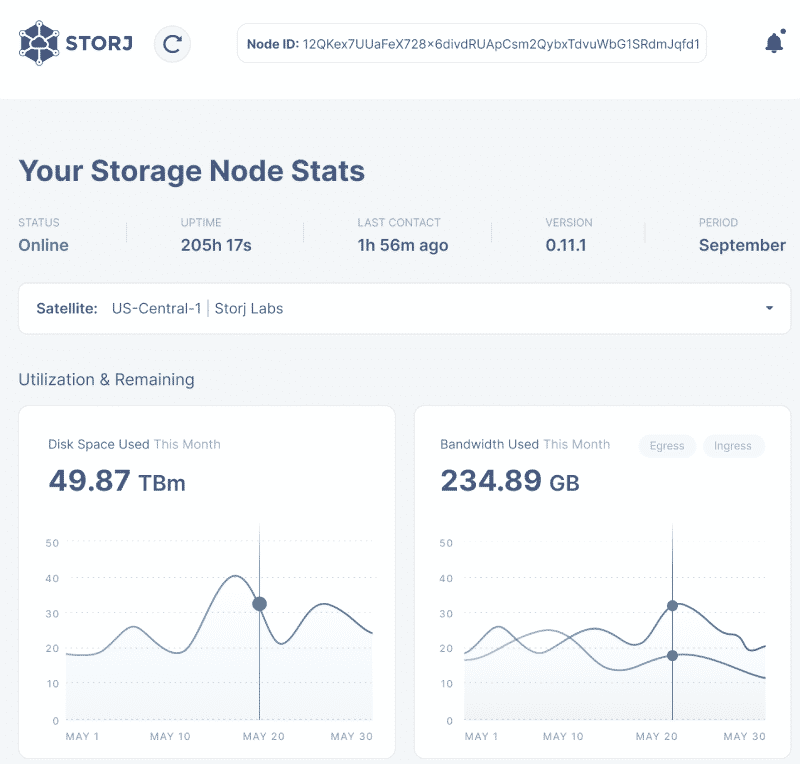 STORJ
Node ID: 12QKex7UUaFeX728×6divdRUApCsm2QybxTdvuWbG1SRdmJqfd1
Your Storage Node Stats
STATUS UPTIME LAST CONTACT VERSION PERIOD
Online 205h 17s 1h 56m ago 0.11.1 September
Satellite: US-Central-1 | Storj Labs
Utilization & Remaining
Disk Space Used This Month
49.87 TBm
50
40
30
20
10
0
MAY 1 MAY 10 MAY 20 MAY 30
Bandwidth Used This Month Egress Ingress
234.89 GB
50
40
30
20
10
0
MAY 1 MAY 10 MAY 20 MAY 30